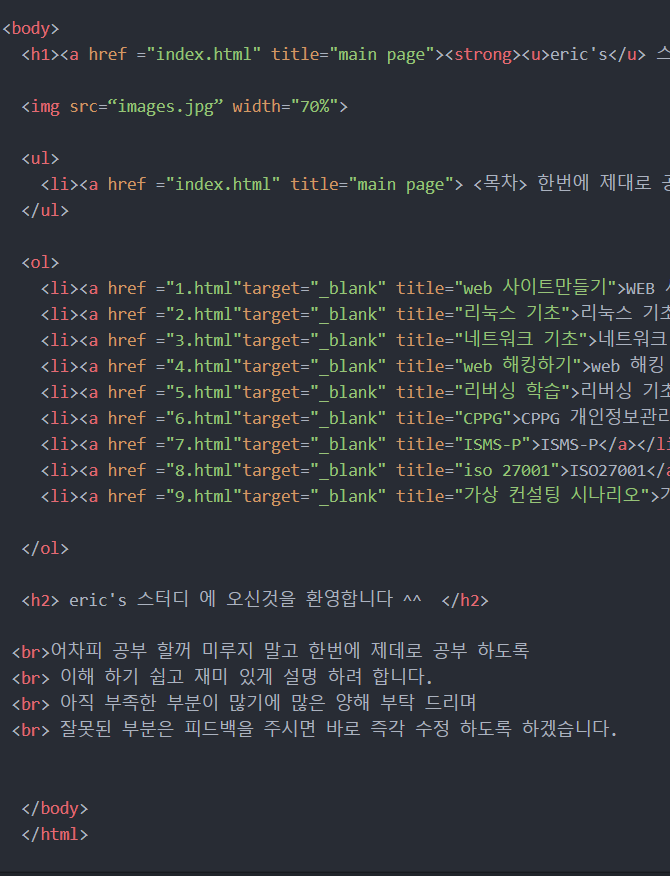 <body>
<h1><a href ="index.html" title="main page"><strong><u>eric's</u> 스
<img src=“images.jpg” width="70%">
<ul>
<li><a href ="index.html" title="main page"> <목차> 한번에 제대로 공
</ul>
<ol>
<li><a href ="1.html"target="_blank" title="web 사이트만들기">WEB
<li><a href ="2.html"target="_blank" title="리눅스 기초">리눅스 기초
<li><a href ="3.html"target="_blank" title="네트워크 기초">네트워크
<li><a href ="4.html"target="_blank" title="web 해킹하기">web 해킹
<li><a href ="5.html"target="_blank" title="리버싱 학습">리버싱 기초
<li><a href ="6.html"target="_blank" title="CPPG">CPPG 개인정보관리
<li><a href ="7.html"target="_blank" title="ISMS-P">ISMS-P</a></li
<li><a href ="8.html"target="_blank" title="iso 27001">ISO27001</a
<li><a href ="9.html"target="_blank" title="가상 컨설팅 시나리오">
</ol>
<h2> eric's 스터디 에 오신것을 환영합니다 ^^  </h2>
<br>어차피 공부 할꺼 미루지 말고 한번에 제데로 공부 하도록
<br> 이해 하기 쉽고 재미 있게 설명 하려 합니다.
<br> 아직 부족한 부분이 많기에 많은 양해 부탁 드리며
<br> 잘못된 부분은 피드백을 주시면 바로 즉각 수정 하도록 하겠습니다.
</body>
</html>